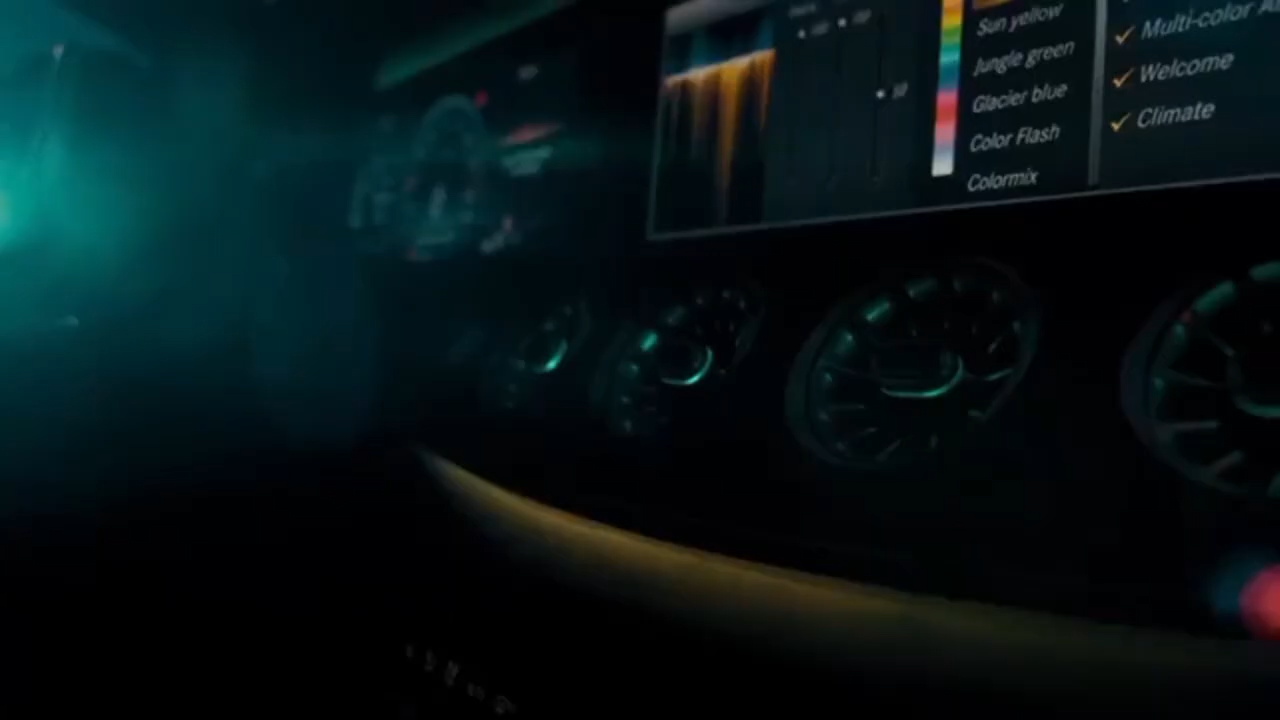 Sun yellow
Jungle green
Glacier blue
Color Flash
Colormix
Multi-color
Welcome
Climate